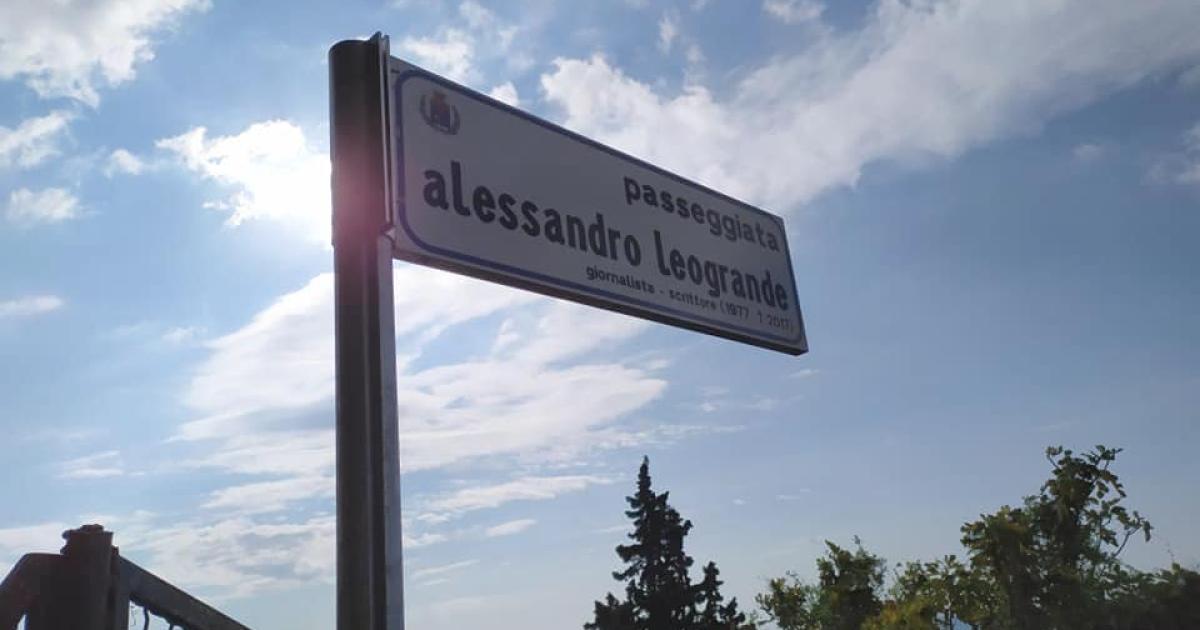 passeggiata
aLessandro Leogrande
giornalista - scrittore (1977 † 2017)